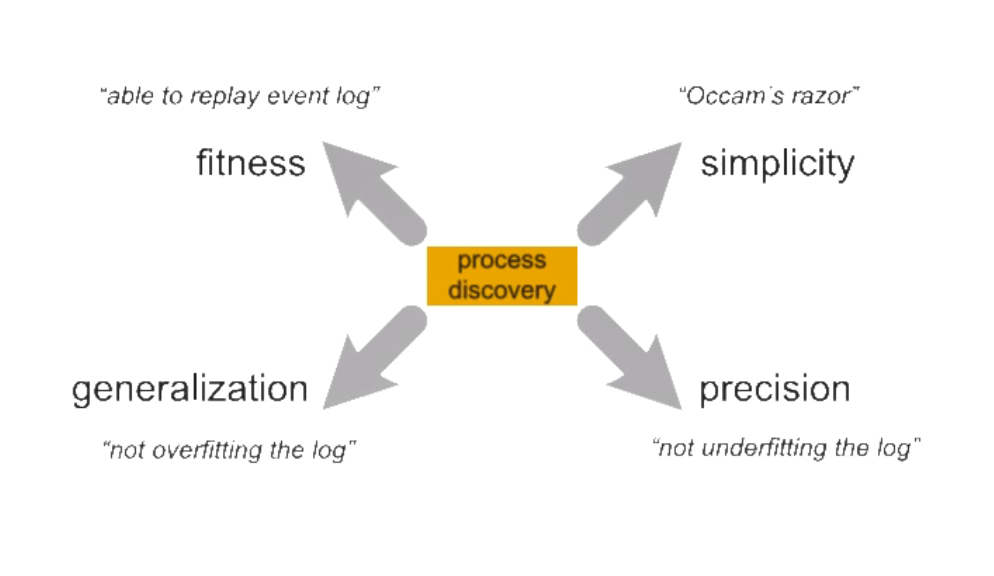 “able to replay event log”
“Occam’s razor”
fitness
simplicity
process
discovery
generalization
precision
“not overfitting the log”
“not underfitting the log”